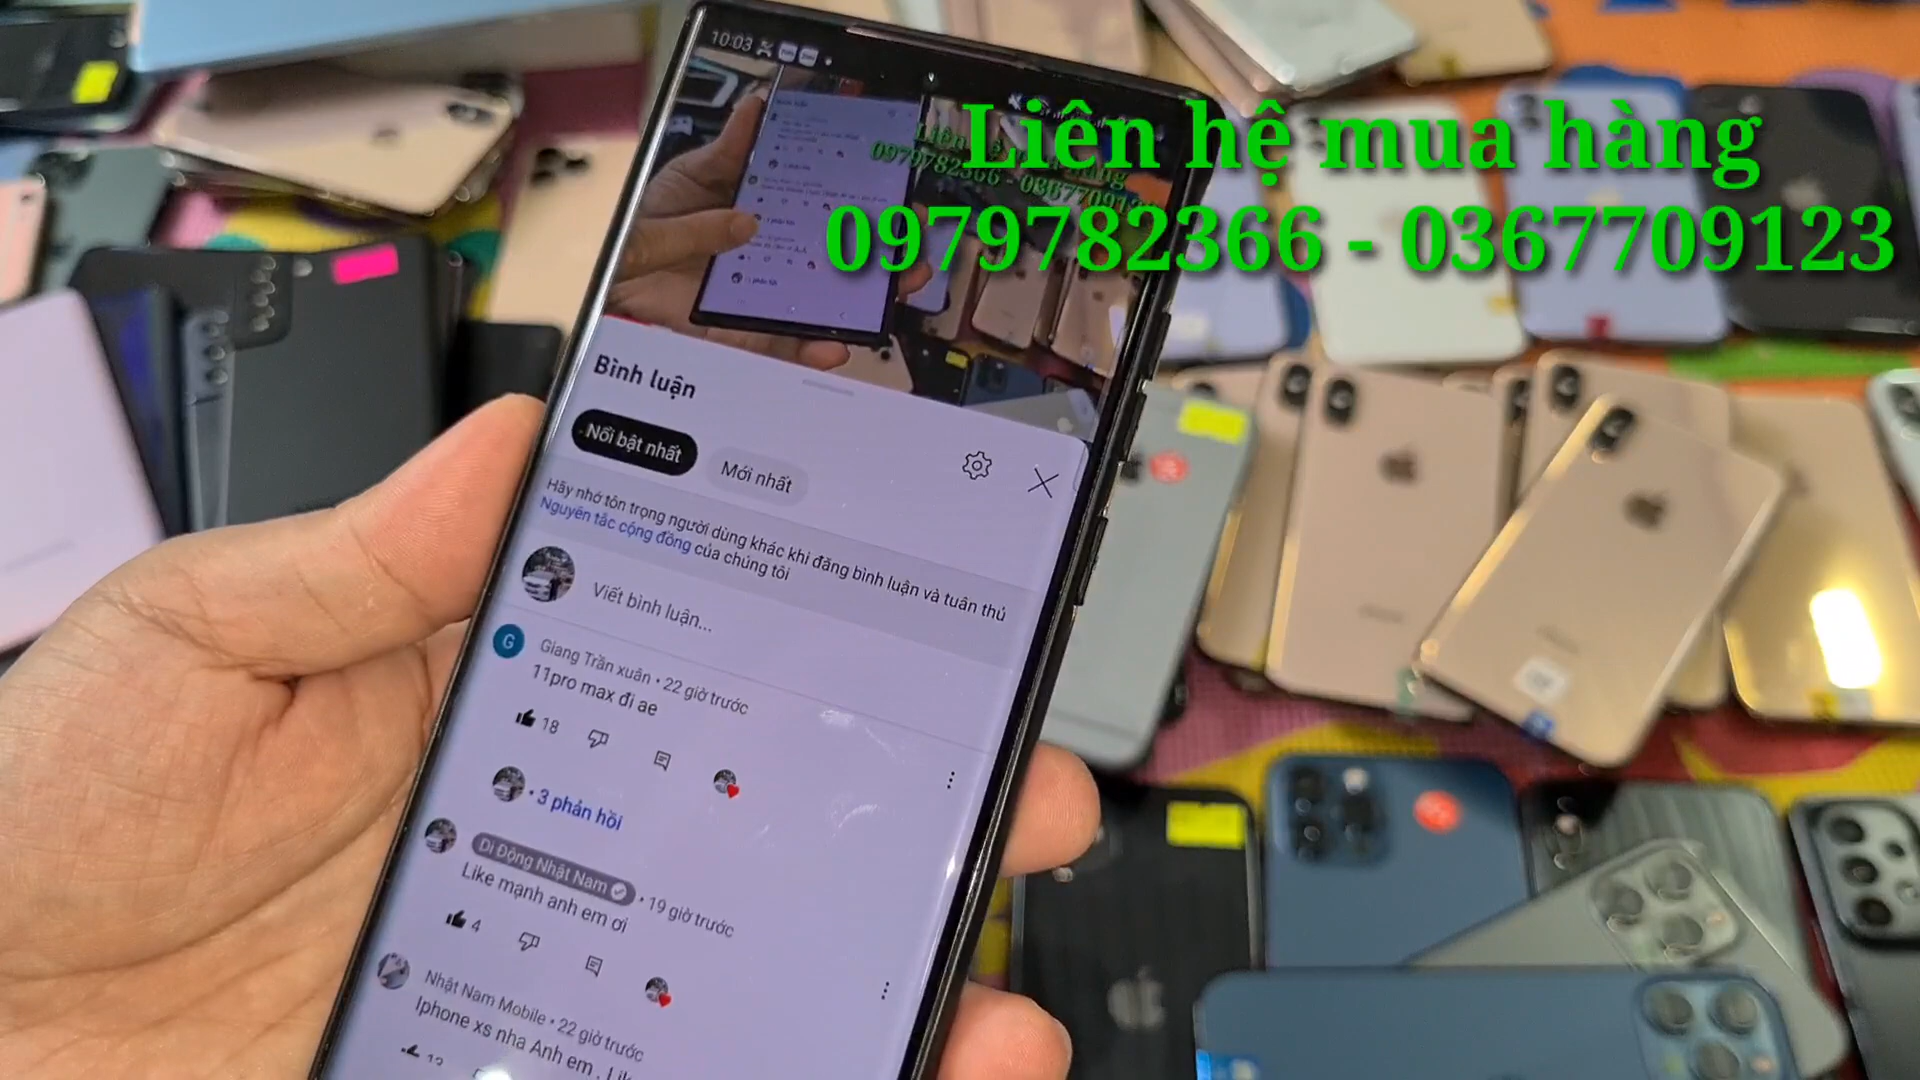 10:03
Liên hệ mua hàng
0979782366 - 0367709123
Bình luận
Nổi bật nhất
Mới nhất
Hãy nhớ tôn trọng người dùng khác khi đăng bình luận và tuân thủ
Nguyên tắc cộng đồng của chúng tôi
Viết bình luận...
G
Giang Trần xuân • 22 giờ trước
11pro max đi ae
18
• 3 phản hồi
Di Động Nhật Nam • 19 giờ trước
Like mạnh anh em ơi
4
Nhật Nam Mobile • 22 giờ trước
Iphone xs nha Anh em . Lik